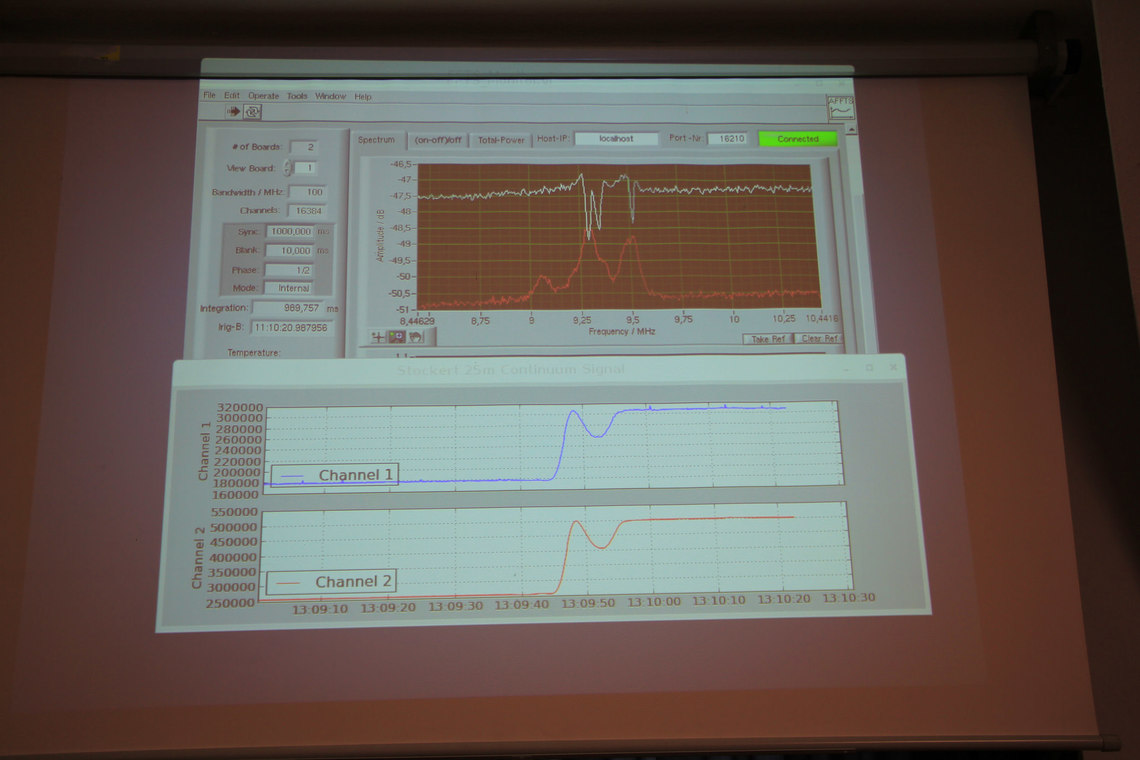 File Edit Operate Tools Window Help
AFFTS
# of Boards: 2
View Board: 1
Bandwidth / MHz: 100
Channels: 16384
Sync: 1000,000 ms
Blank: 10,000 ms
Phase: 1/2
Mode: Internal
Integration: 989,757 ms
Irig-B: 11:10:20.987956
Temperature:
Spectrum (on-off)/off Total-Power Host-IP: localhost Port-Nr: 16210 Connected
Amplitude / dB
-46,5
-47
-47,5
-48
-48,5
-49
-49,5
-50
-50,5
-51
8,44629 8,75 9 9,25 9,5 9,75 10 10,25 10,4418
Frequency / MHz
Take Ref Clear Ref
Stockert 25m Continuum Signal
Channel 1
320000
300000
280000
260000
240000
220000
200000
180000
160000
Channel 1
Channel 2
550000
500000
450000
400000
350000
300000
250000
Channel 2
13:09:10 13:09:20 13:09:30 13:09:40 13:09:50 13:10:00 13:10:10 13:10:20 13:10:30